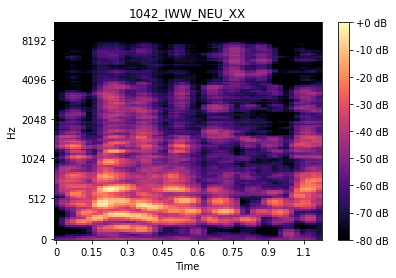 1042_IWW_NEU_XX
+0 dB
8192
-10 dB
4096
-20 dB
-30 dB
2048
Hz
-40 dB
1024
-50 dB
512
-60 dB
-70 dB
0
-80 dB
0 0.15 0.3 0.45 0.6 0.75 0.9 1.1
Time